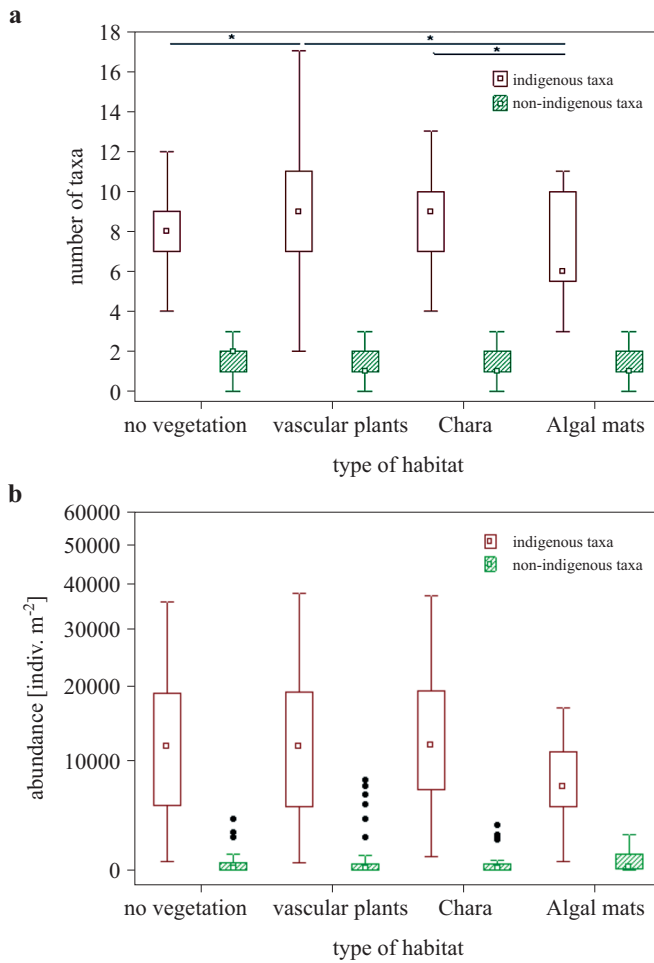 a
18
16
14
12
10
8
6
4
2
0
number of taxa
* * *
indigenous taxa
non-indigenous taxa
no vegetation vascular plants Chara Algal mats
type of habitat
b
60000
50000
40000
30000
20000
10000
0
abundance [indiv. m⁻²]
indigenous taxa
non-indigenous taxa
no vegetation vascular plants Chara Algal mats
type of habitat